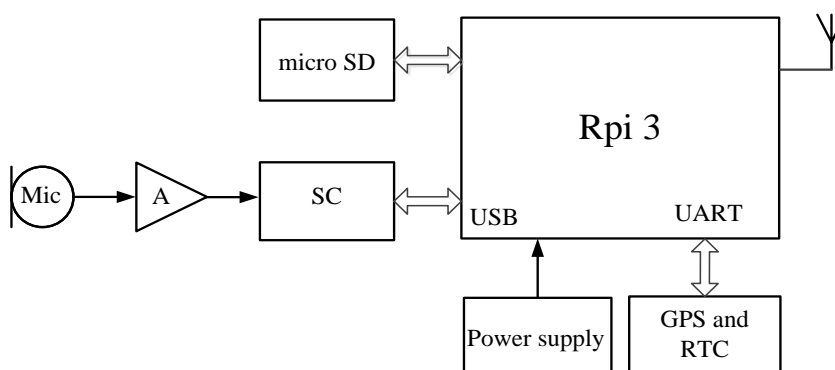 micro SD
Rpi 3
Mic
A
SC
USB
UART
Power supply
GPS and
RTC